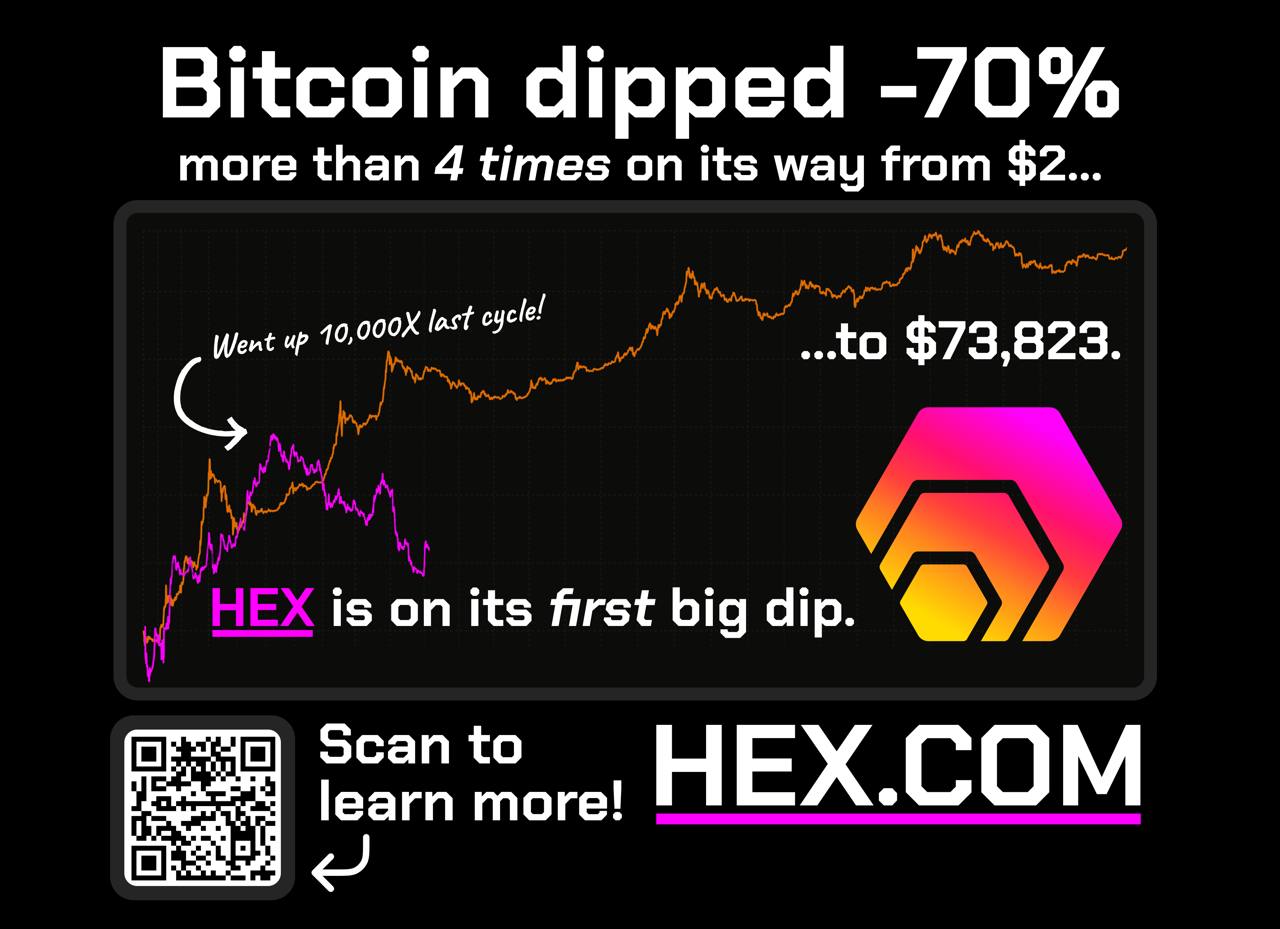 Bitcoin dipped -70%
more than 4 times on its way from $2...
Went up 10,000X last cycle!
...to $73,823.
HEX is on its first big dip.
Scan to
learn more!
HEX.COM